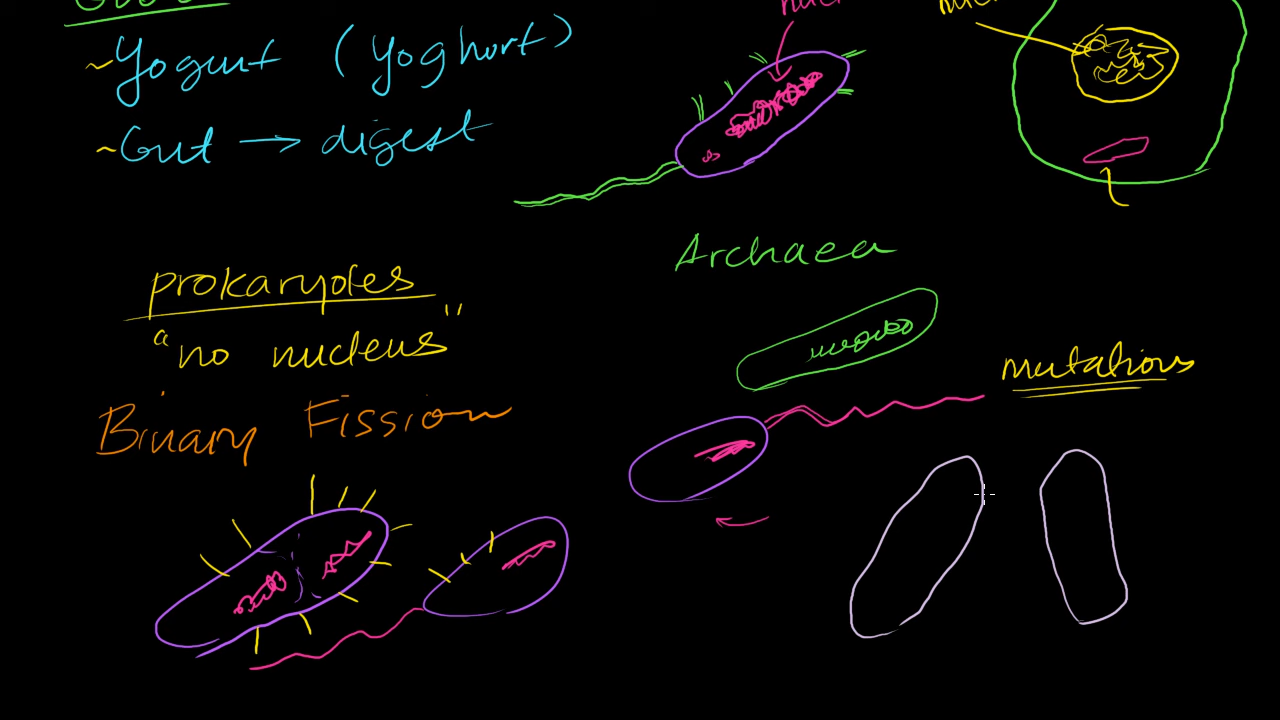 ~Yogurt (Yoghurt)
~Gut → digest
Archaea
prokaryotes
"no nucleus"
mutations
Binary Fission